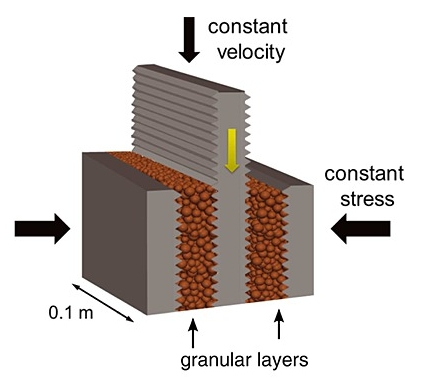 constant
velocity
constant
stress
0.1 m
granular layers